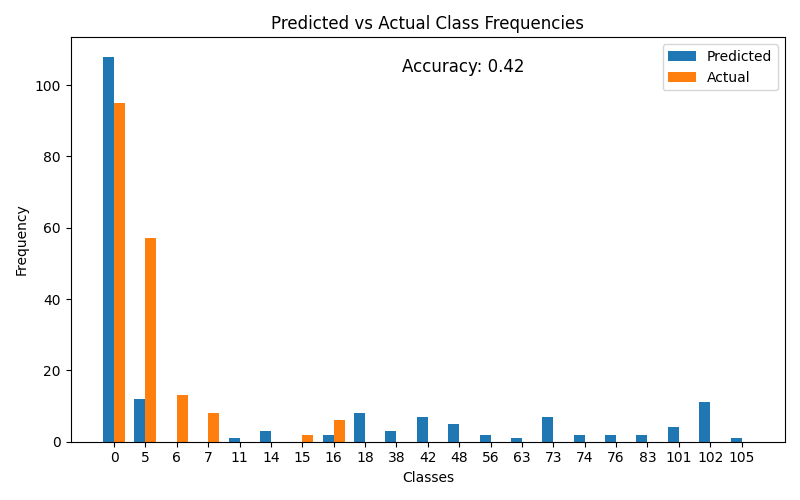 Predicted vs Actual Class Frequencies
Accuracy: 0.42
Predicted
Actual
Frequency
100
80
60
40
20
0
0 5 6 7 11 14 15 16 18 38 42 48 56 63 73 74 76 83 101 102 105
Classes